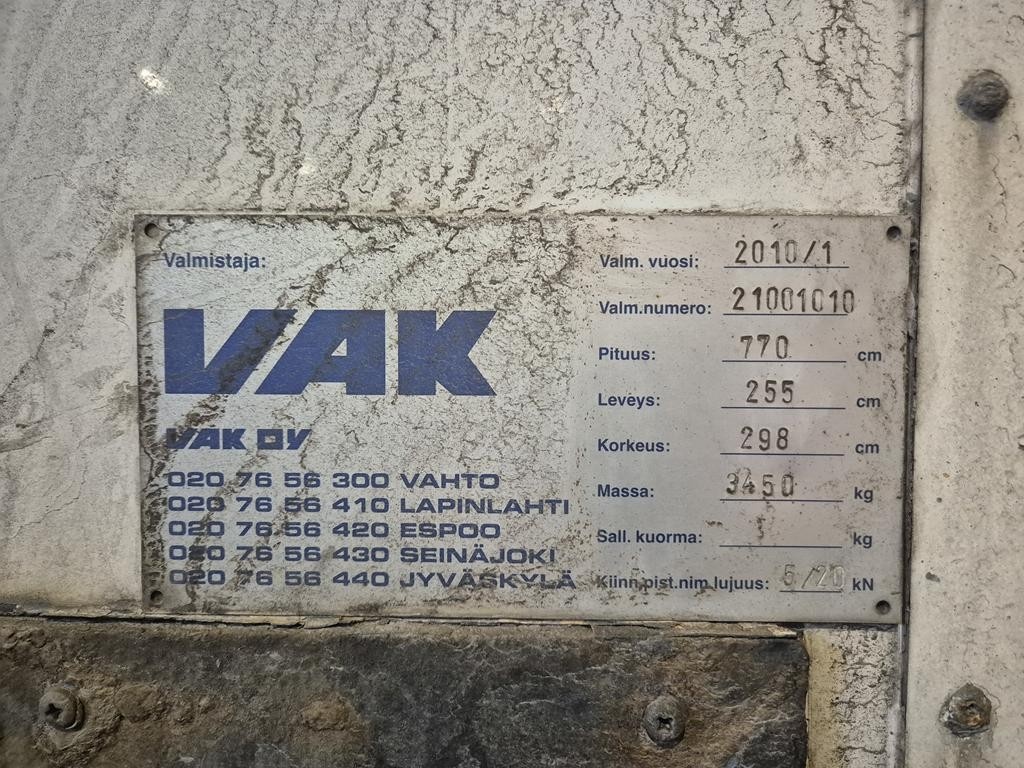 Valmistaja:
VAK
VAK OY
020 76 56 300 VAHTO
020 76 56 410 LAPINLAHTI
020 76 56 420 ESPOO
020 76 56 430 SEINÄJOKI
020 76 56 440 JYVÄSKYLÄ
Valm. vuosi: 2010/1
Valm.numero: 21001010
Pituus: 770 cm
Leveys: 255 cm
Korkeus: 298 cm
Massa: 3450 kg
Sall. kuorma: kg
Kiinn.pist.nim.lujuus: 5/20 kN